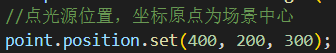 //点光源位置，坐标原点为场景中心
point.position.set(400, 200, 300);